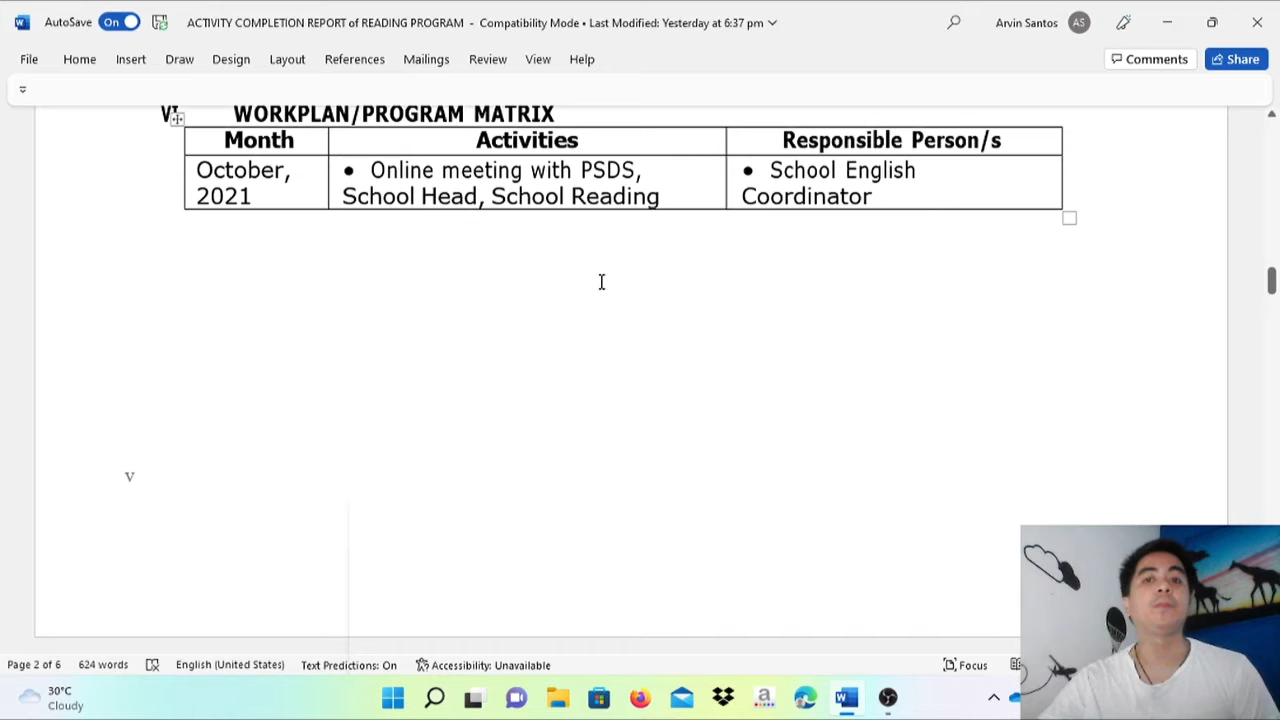 AutoSave On ACTIVITY COMPLETION REPORT of READING PROGRAM - Compatibility Mode • Last Modified: Yesterday at 6:37 pm Arvin Santos AS
File Home Insert Draw Design Layout References Mailings Review View Help Comments Share
WORKPLAN/PROGRAM MATRIX
Month Activities Responsible Person/s
October, • Online meeting with PSDS, • School English
2021 School Head, School Reading Coordinator
v
Page 2 of 6 624 words English (United States) Text Predictions: On Accessibility: Unavailable Focus
30°C
Cloudy